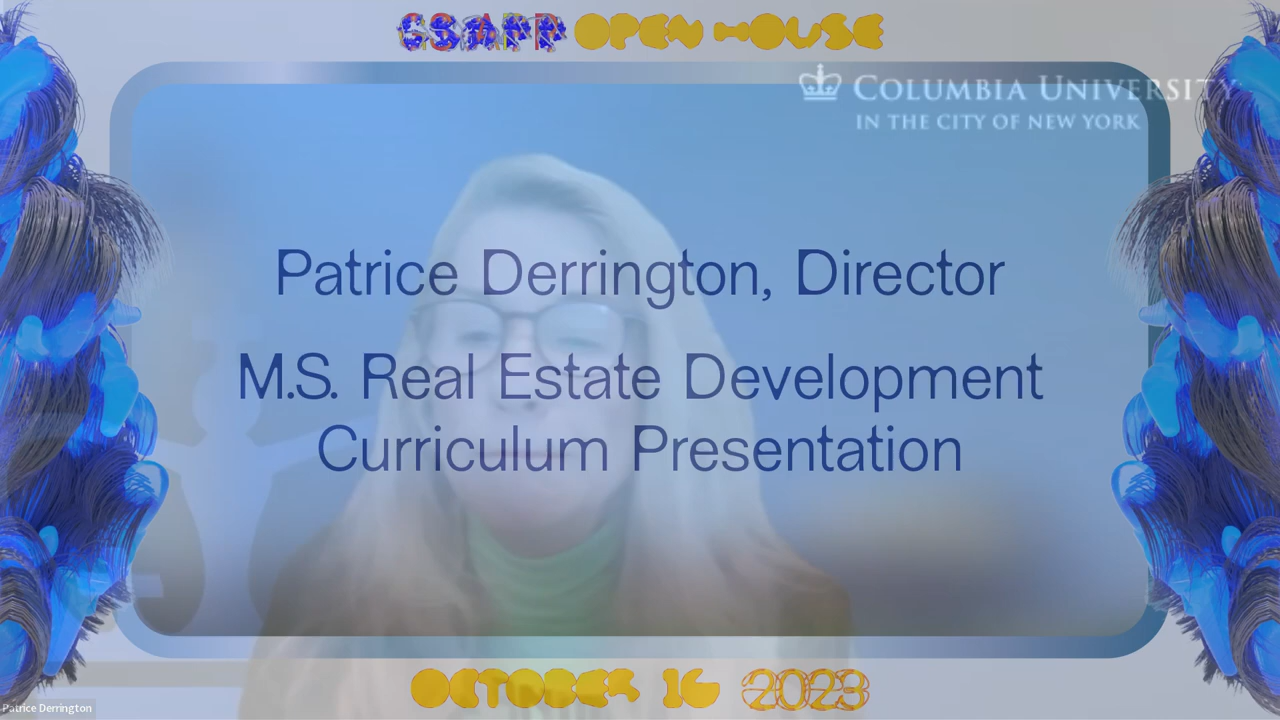 GSAPP OPEN HOUSE
COLUMBIA UNIVERSITY
IN THE CITY OF NEW YORK
Patrice Derrington, Director
M.S. Real Estate Development
Curriculum Presentation
OCTOBER 16 2023
Patrice Derrington